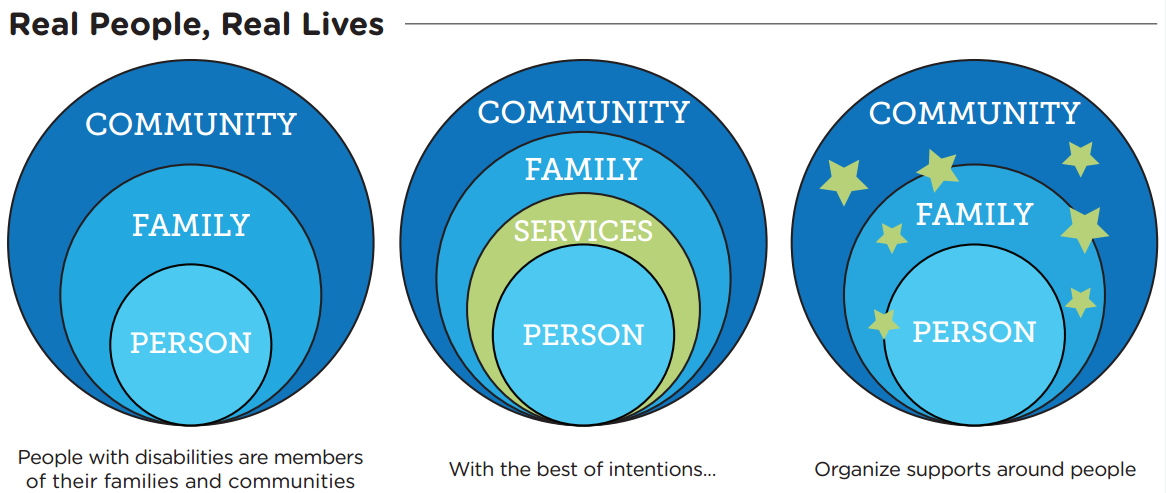 Real People, Real Lives
COMMUNITY
FAMILY
PERSON
People with disabilities are members
of their families and communities
COMMUNITY
FAMILY
SERVICES
PERSON
With the best of intentions...
COMMUNITY
FAMILY
PERSON
Organize supports around people